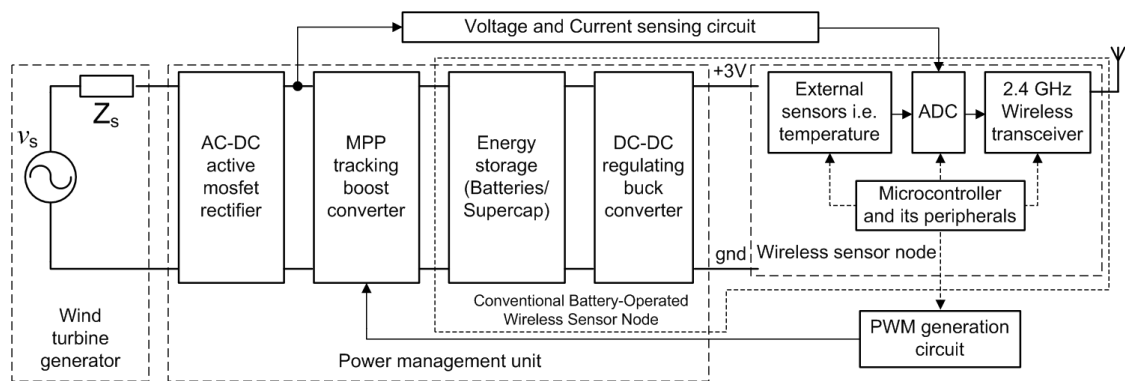 Voltage and Current sensing circuit
Zs
vs
Wind
turbine
generator
AC-DC
active
mosfet
rectifier
MPP
tracking
boost
converter
Energy
storage
(Batteries/
Supercap)
DC-DC
regulating
buck
converter
Conventional Battery-Operated
Wireless Sensor Node
Power management unit
+3V
gnd
External
sensors i.e.
temperature
ADC
2.4 GHz
Wireless
transceiver
Microcontroller
and its peripherals
Wireless sensor node
PWM generation
circuit